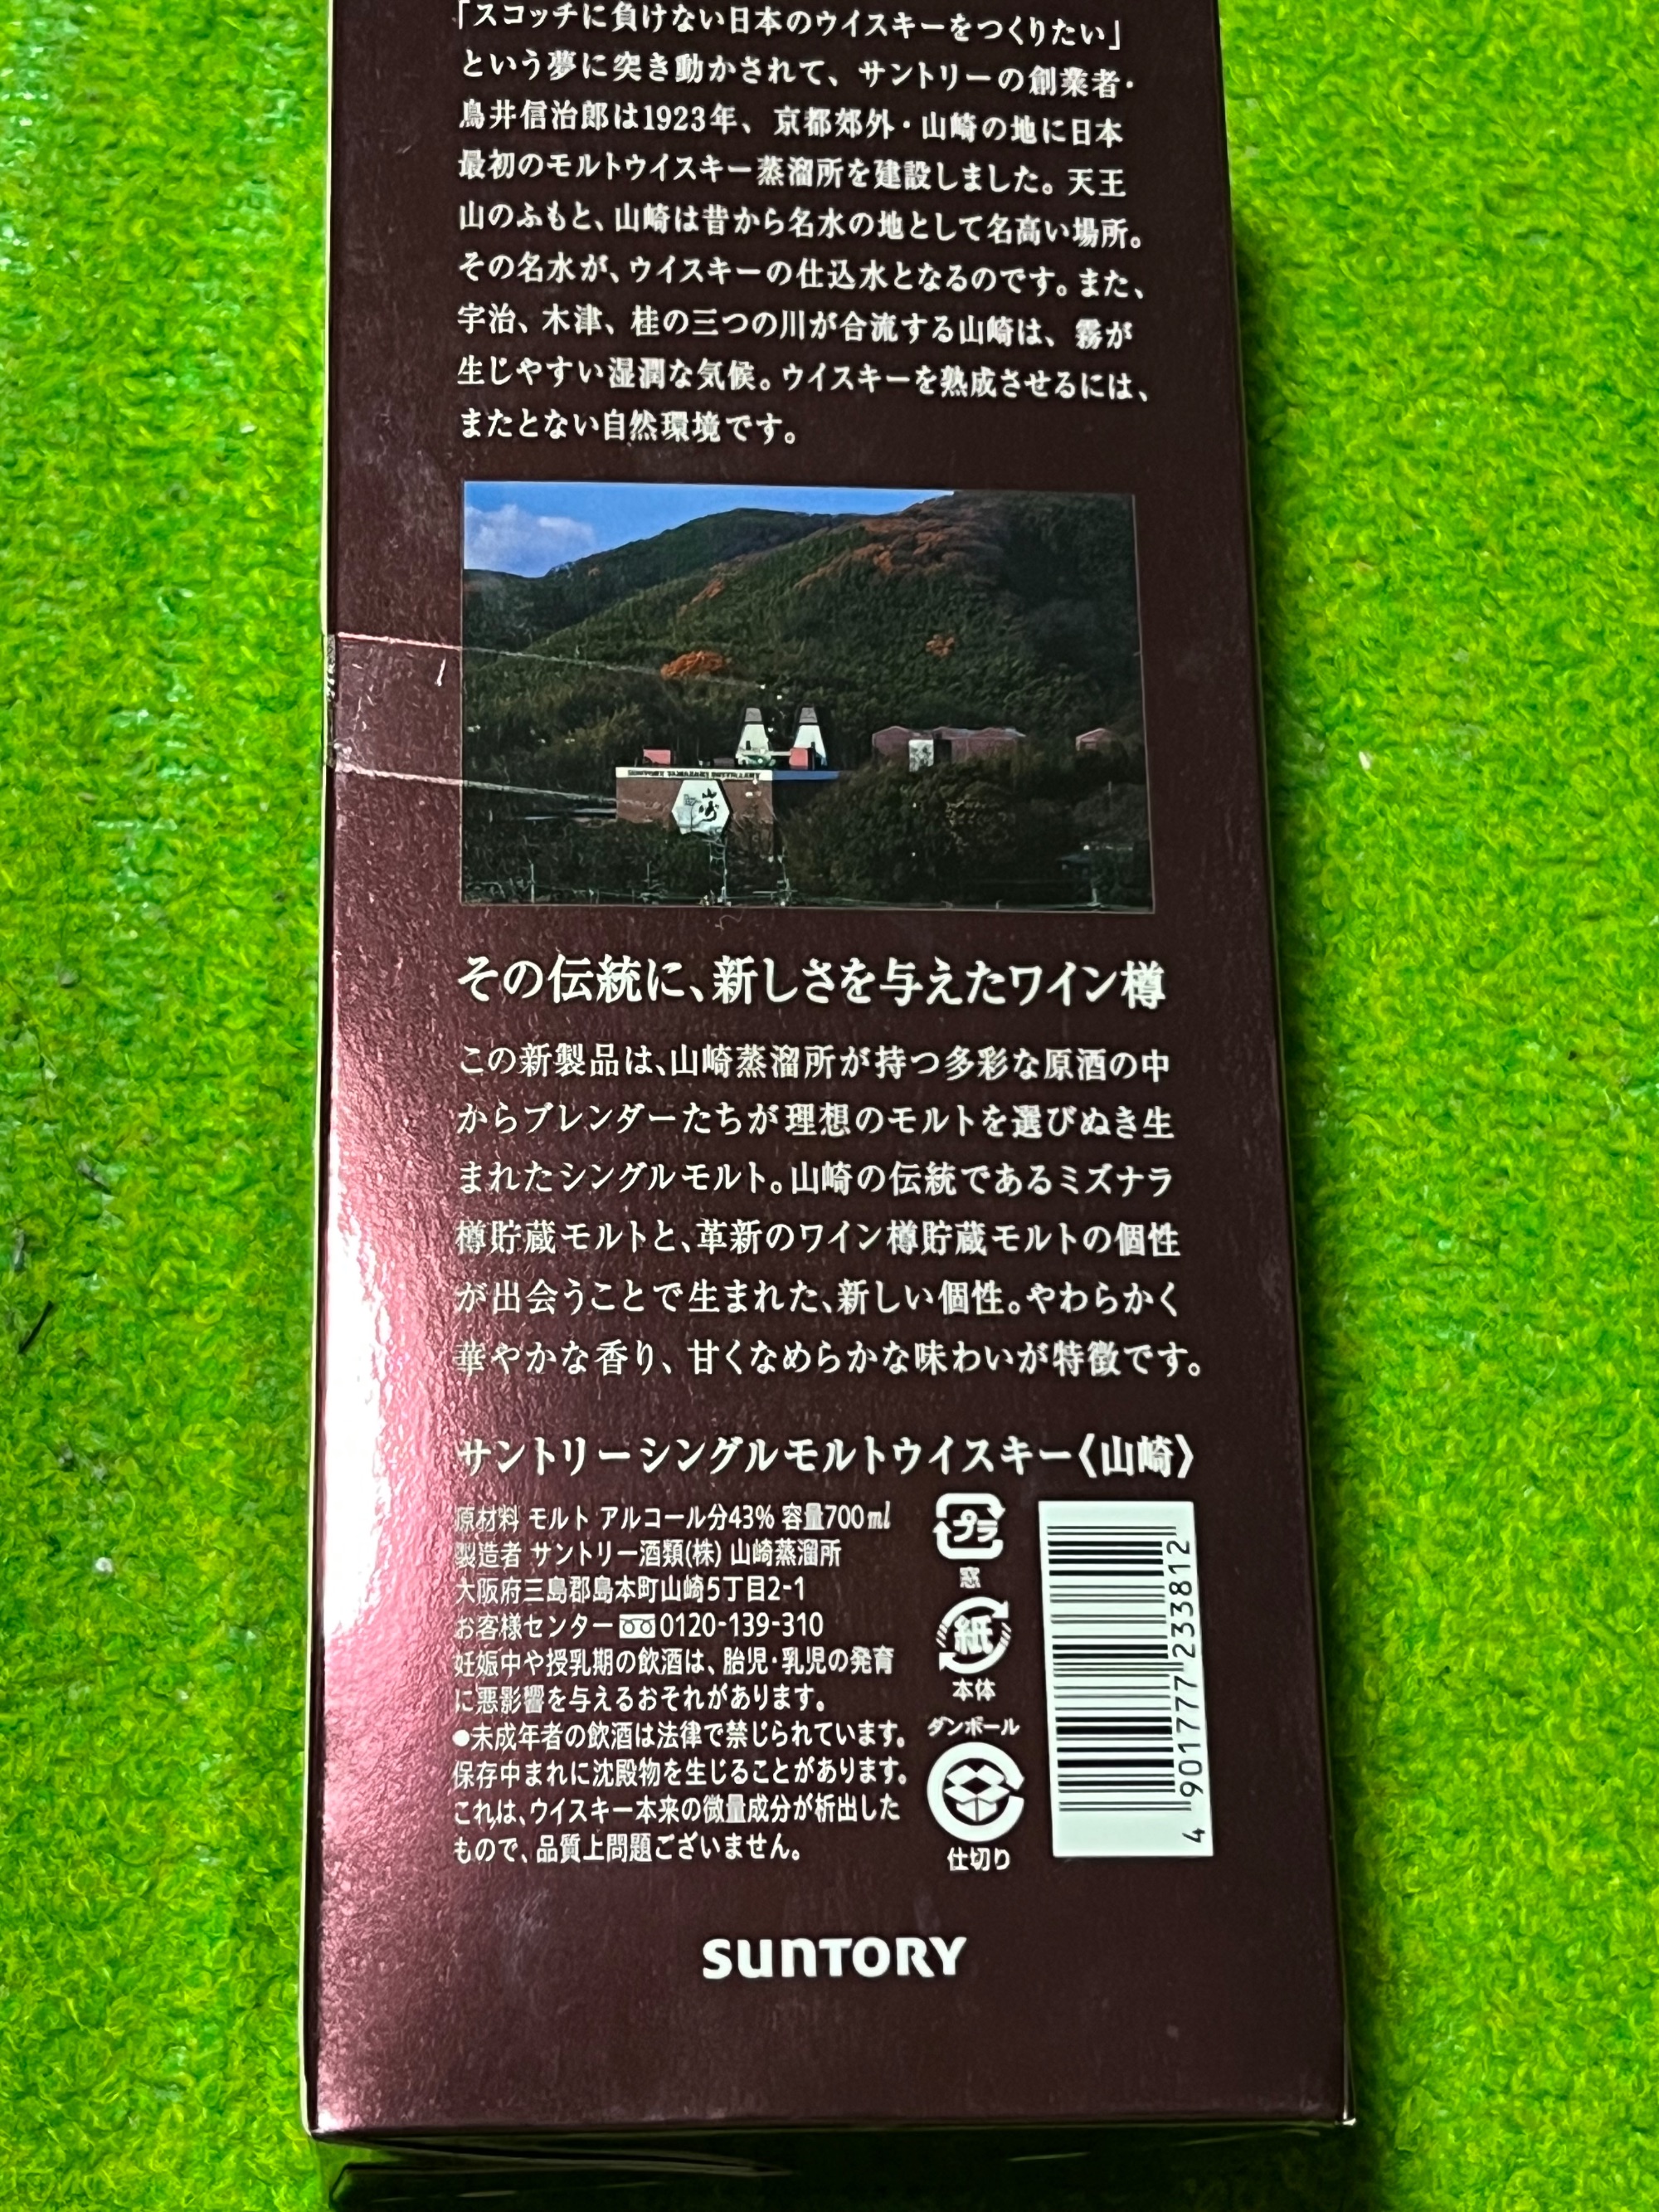 「スコッチに負けない日本のウイスキーをつくりたい」
という夢に突き動かされて、サントリーの創業者・
鳥井信治郎は1923年、京都郊外・山崎の地に日本
最初のモルトウイスキー蒸溜所を建設しました。天王
山のふもと、山崎は昔から名水の地として名高い場所。
その名水が、ウイスキーの仕込水となるのです。また、
宇治、木津、桂の三つの川が合流する山崎は、霧が
生じやすい湿潤な気候。ウイスキーを熟成させるには、
またとない自然環境です。
SUNTORY YAMAZAKI DISTILLERY
山崎
その伝統に、新しさを与えたワイン樽
この新製品は、山崎蒸溜所が持つ多彩な原酒の中
からブレンダーたちが理想のモルトを選びぬき生
まれたシングルモルト。山崎の伝統であるミズナラ
樽貯蔵モルトと、革新のワイン樽貯蔵モルトの個性
が出会うことで生まれた、新しい個性。やわらかく
華やかな香り、甘くなめらかな味わいが特徴です。
サントリーシングルモルトウイスキー〈山崎〉
原材料 モルト アルコール分43% 容量700ml
製造者 サントリー酒類(株) 山崎蒸溜所
大阪府三島郡島本町山崎5丁目2-1
お客様センター 0120-139-310
妊娠中や授乳期の飲酒は、胎児・乳児の発育
に悪影響を与えるおそれがあります。
●未成年者の飲酒は法律で禁じられています。
保存中まれに沈殿物を生じることがあります。
これは、ウイスキー本来の微量成分が析出した
もので、品質上問題ございません。
プラ
窓
紙
本体
ダンボール
仕切り
4 901777 233812
SUNTORY